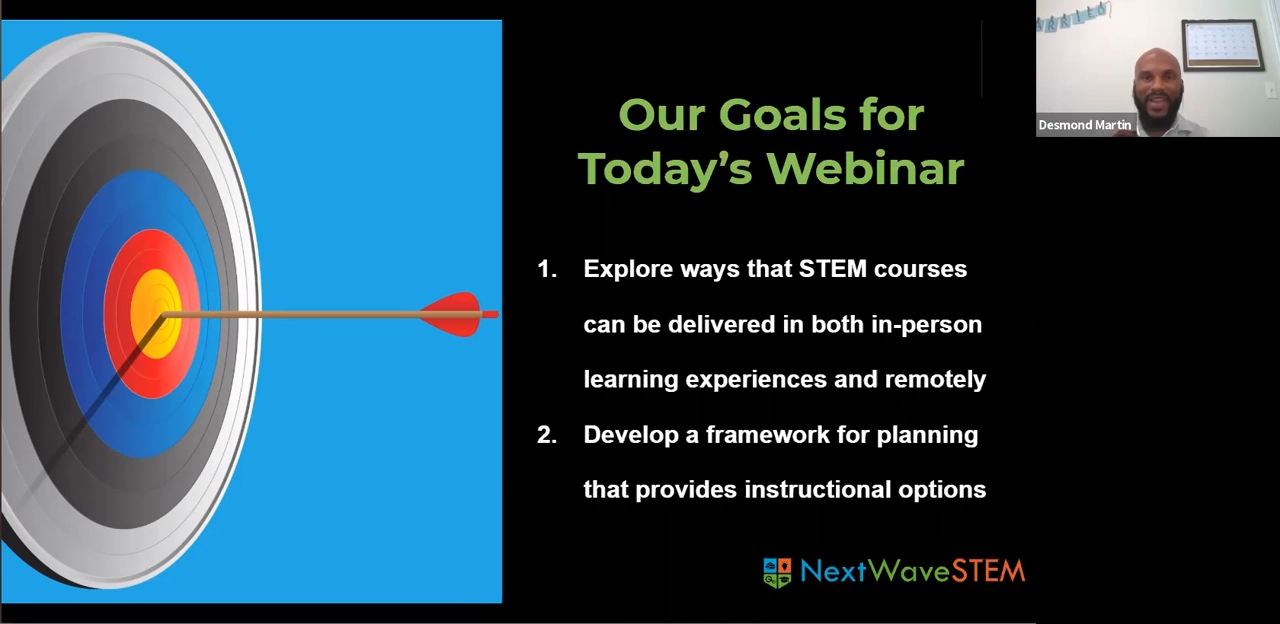 Our Goals for
Today's Webinar
1. Explore ways that STEM courses
can be delivered in both in-person
learning experiences and remotely
2. Develop a framework for planning
that provides instructional options
NextWaveSTEM
Desmond Martin